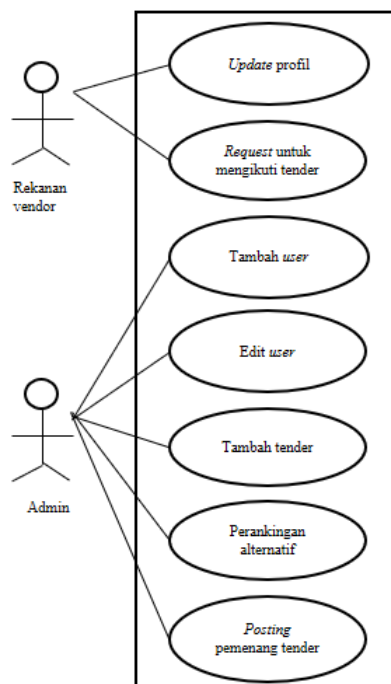 Update profil
Request untuk
mengikuti tender
Rekanan
vendor
Tambah user
Edit user
Tambah tender
Admin
Perankingan
alternatif
Posting
pemenang tender